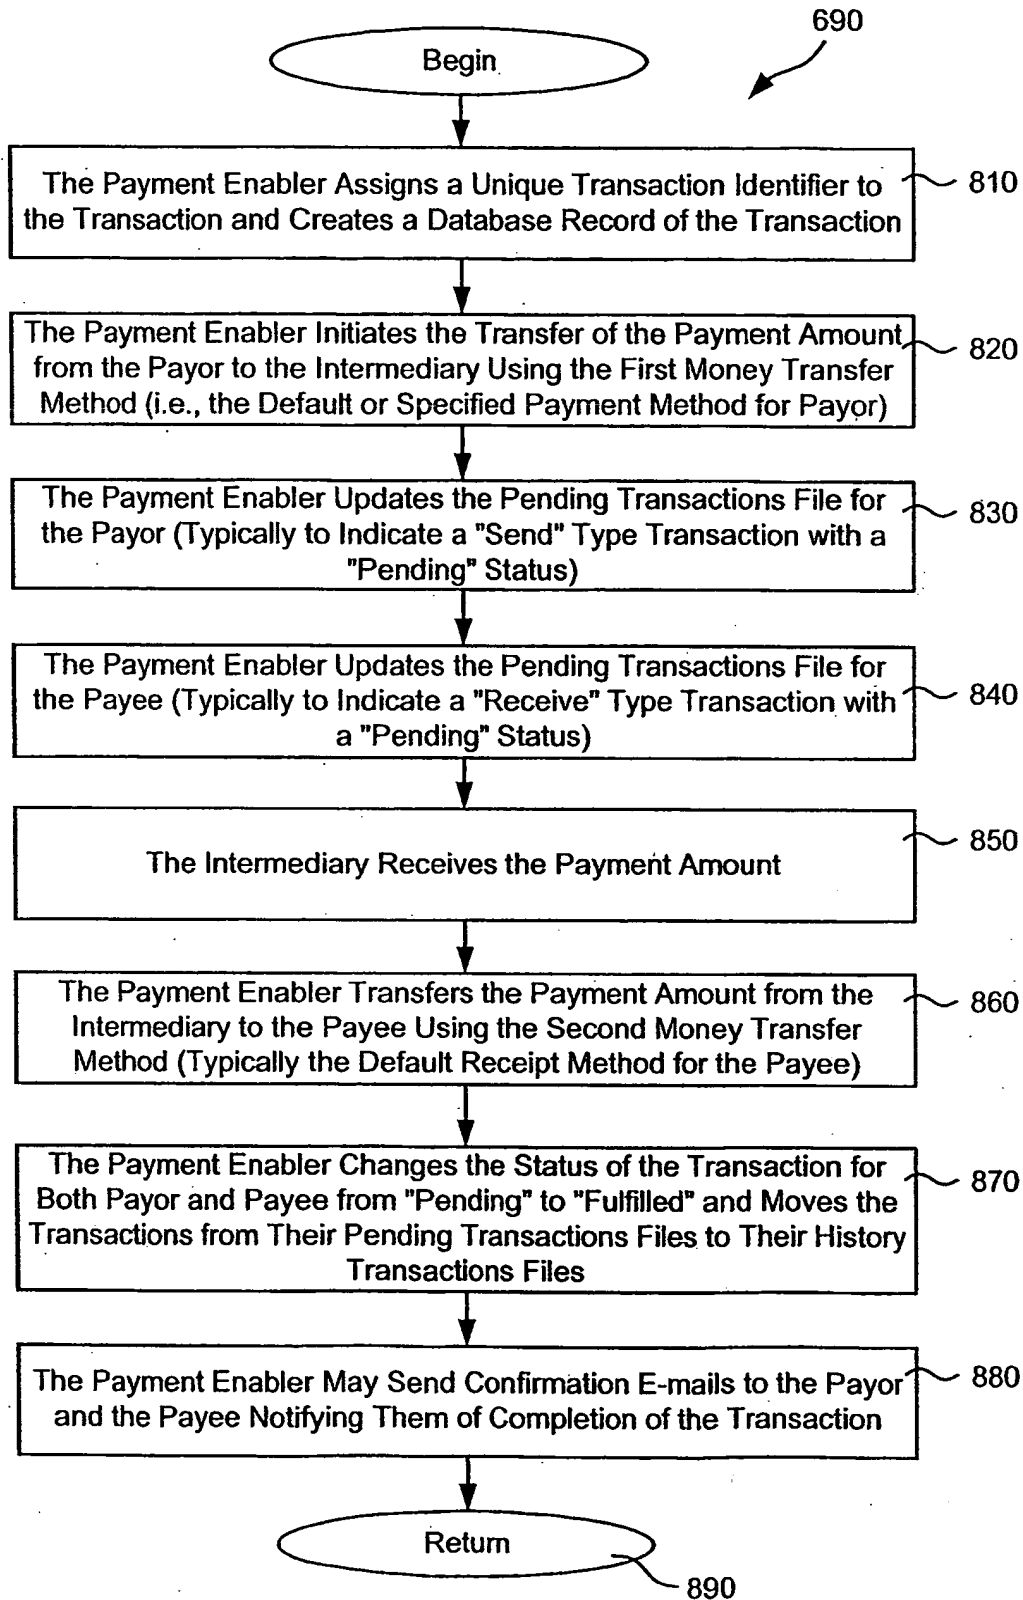 690
Begin
The Payment Enabler Assigns a Unique Transaction Identifier to
the Transaction and Creates a Database Record of the Transaction
810
The Payment Enabler Initiates the Transfer of the Payment Amount
from the Payor to the Intermediary Using the First Money Transfer
Method (i.e., the Default or Specified Payment Method for Payor)
820
The Payment Enabler Updates the Pending Transactions File for
the Payor (Typically to Indicate a "Send" Type Transaction with a
"Pending" Status)
830
The Payment Enabler Updates the Pending Transactions File for
the Payee (Typically to Indicate a "Receive" Type Transaction with
a "Pending" Status)
840
The Intermediary Receives the Payment Amount
850
The Payment Enabler Transfers the Payment Amount from the
Intermediary to the Payee Using the Second Money Transfer
Method (Typically the Default Receipt Method for the Payee)
860
The Payment Enabler Changes the Status of the Transaction for
Both Payor and Payee from "Pending" to "Fulfilled" and Moves the
Transactions from Their Pending Transactions Files to Their History
Transactions Files
870
The Payment Enabler May Send Confirmation E-mails to the Payor
and the Payee Notifying Them of Completion of the Transaction
880
Return
890